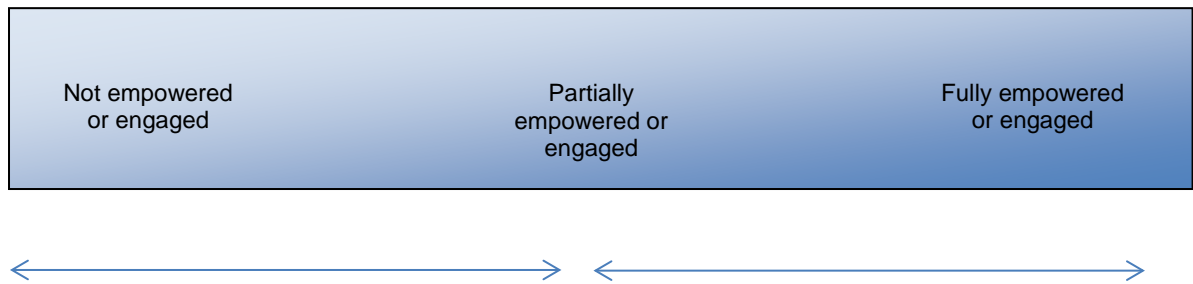 Not empowered
or engaged
Partially
empowered or
engaged
Fully empowered
or engaged